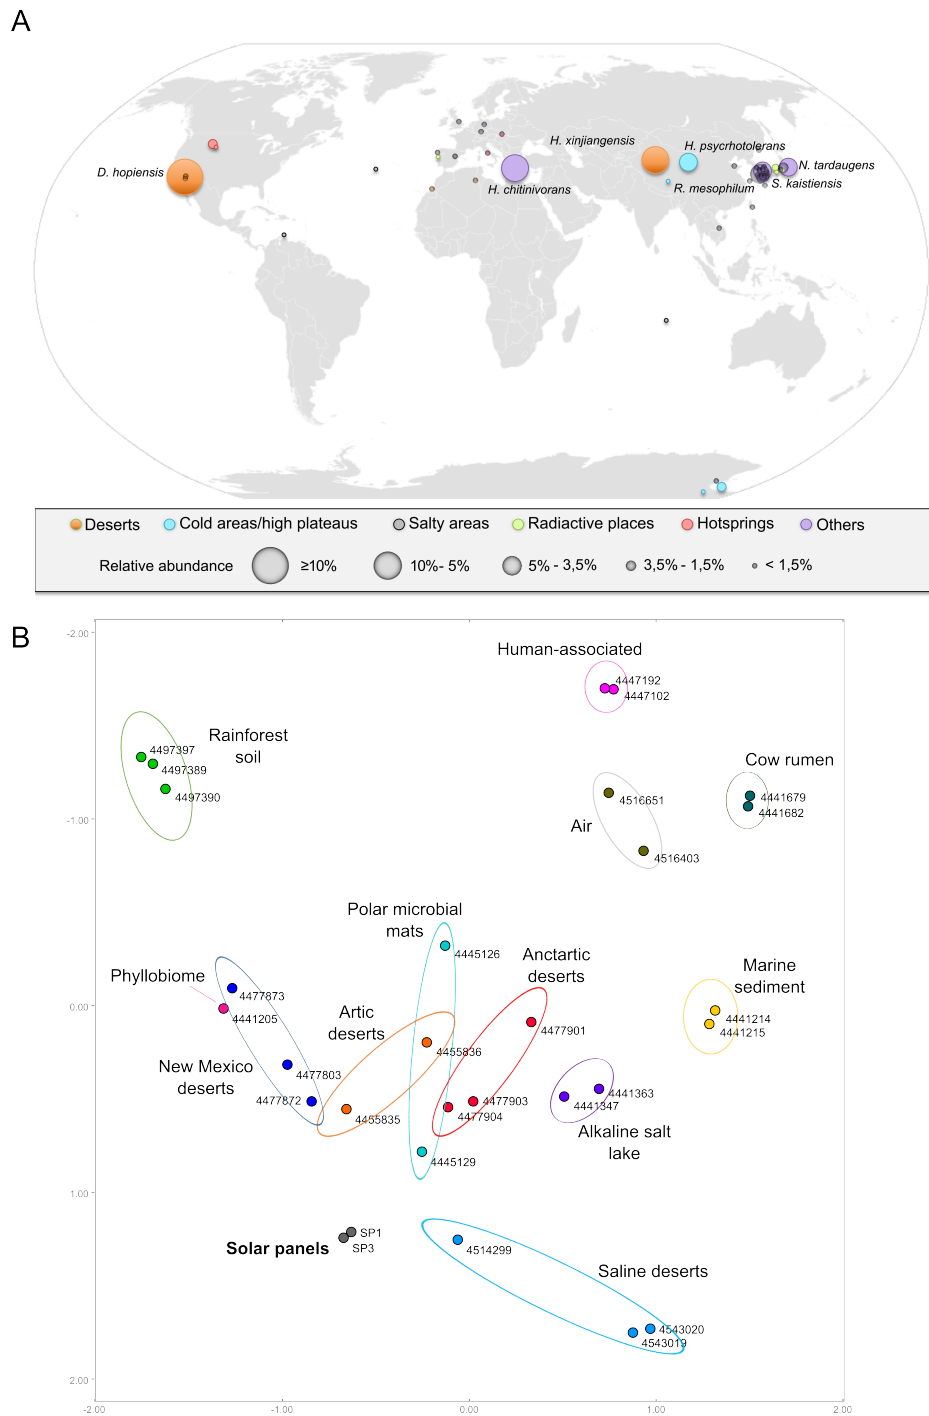 A
D. hopiensis
H. chitinivorans
H. xinjiangensis
H. psycrhotolerans
R. mesophilum
N. tardaugens
S. kaistiensis
Deserts
Cold areas/high plateaus
Salty areas
Radiactive places
Hotsprings
Others
Relative abundance
≥10%
10%- 5%
5% - 3,5%
3,5% - 1,5%
< 1,5%
B
-2.00
-1.00
0.00
1.00
2.00
Human-associated
4447192
4447102
Rainforest
soil
4497397
4497389
4497390
Cow rumen
4441679
4441682
Air
4516651
4516403
Polar microbial
mats
4445126
4445129
Anctartic
deserts
4477901
4477903
4477904
Marine
sediment
4441214
4441215
Phyllobiome
4441205
New Mexico
deserts
4477873
4477803
4477872
Artic
deserts
4455836
4455835
4441363
4441347
Alkaline salt
lake
Solar panels
SP1
SP3
4514299
Saline deserts
4543020
4543019
-2.00
-1.00
0.00
1.00
2.00